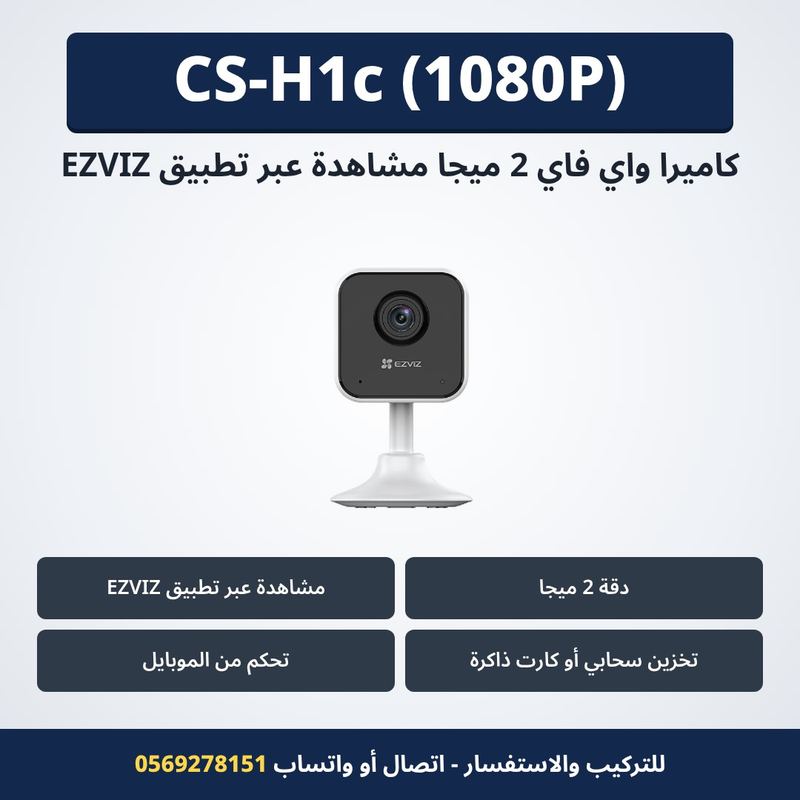 CS-H1c (1080P)
كاميرا واي فاي 2 ميجا مشاهدة عبر تطبيق EZVIZ
EZVIZ
دقة 2 ميجا
مشاهدة عبر تطبيق EZVIZ
تخزين سحابي أو كارت ذاكرة
تحكم من الموبايل
للتركيب والاستفسار - اتصال أو واتساب 0569278151